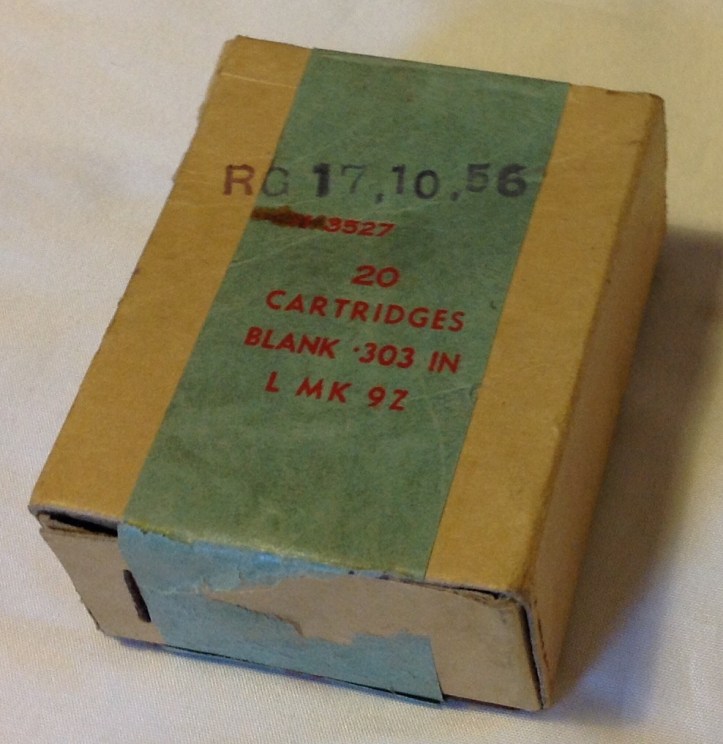 RG 17,10,56
3527
20
CARTRIDGES
BLANK ·303 IN
L MK 9Z